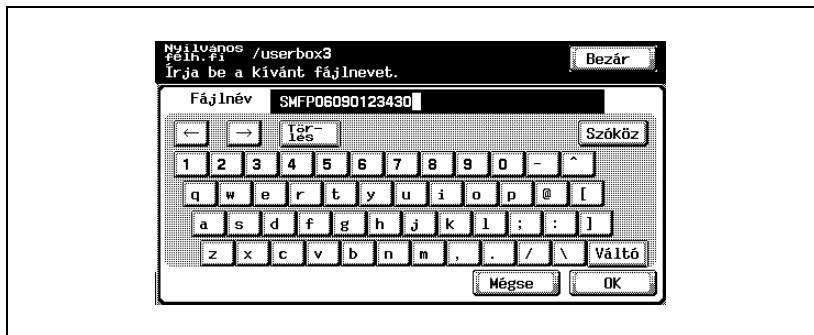 Nyilvános
félh.fi /userbox3
Bezár
Írja be a kívánt fájlnevet.
Fájlnév SMFP06090123430
← → Tör-
lés Szóköz
1 2 3 4 5 6 7 8 9 0 - ^
q w e r t y u i o p @ [
a s d f g h j k l ; : ]
z x c v b n m , . / \ Váltó
Mégse OK